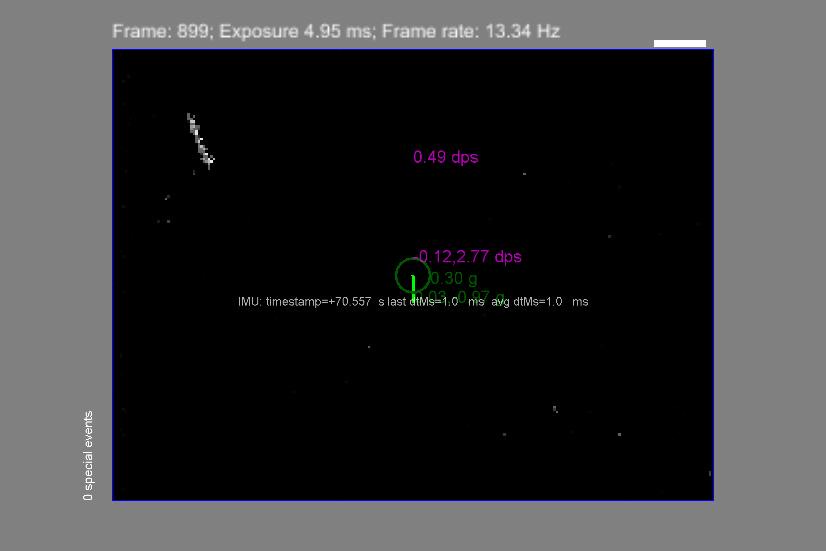 Frame: 899; Exposure 4.95 ms; Frame rate: 13.34 Hz
0.49 dps
-0.12,2.77 dps
0.30 g
IMU: timestamp=+70.557 s last dtMs=1.0 ms avg dtMs=1.0 ms
0 special events